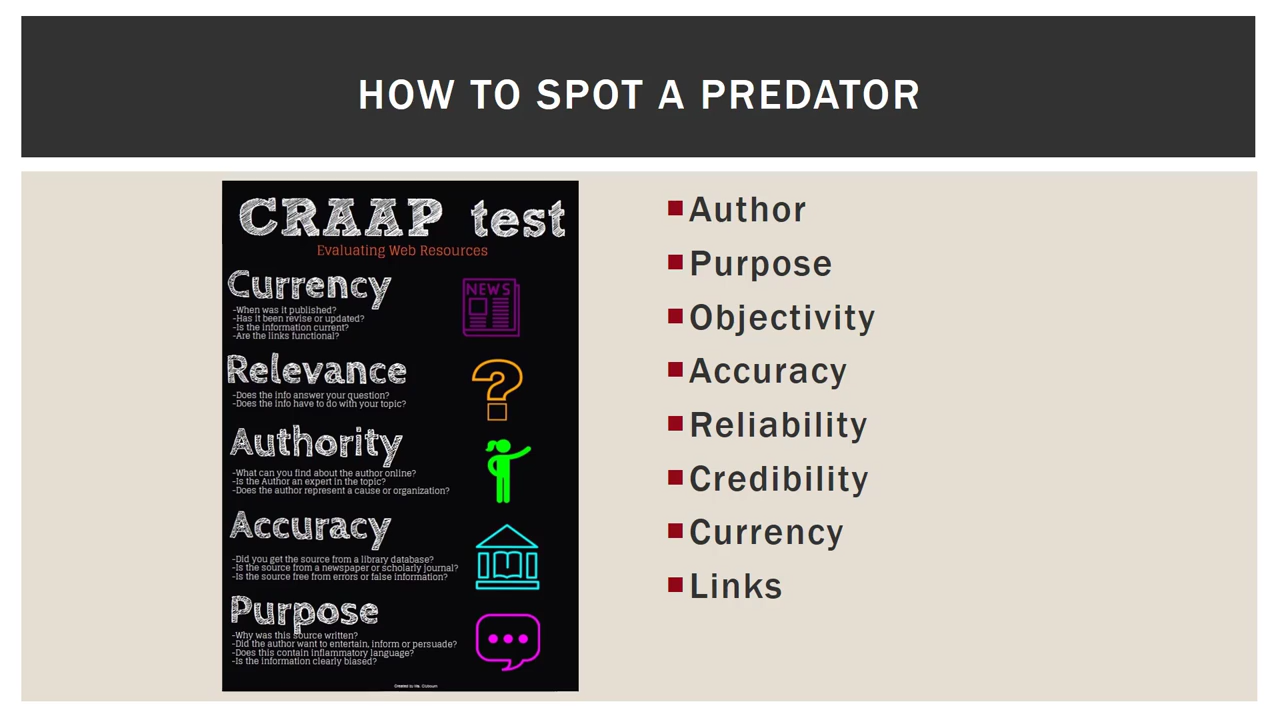 HOW TO SPOT A PREDATOR
CRAAP test
Evaluating Web Resources
Currency
-When was it published?
-Has it been revise or updated?
-Is the information current?
-Are the links functional?
NEWS
Relevance
-Does the info answer your question?
-Does the info have to do with your topic?
Authority
-What can you find about the author online?
-Is the Author an expert in the topic?
-Does the author represent a cause or organization?
Accuracy
-Did you get the source from a library database?
-Is the source from a newspaper or scholarly journal?
-Is the source free from errors or false information?
Purpose
-Why was this source written?
-Did the author want to entertain, inform or persuade?
-Does this contain inflammatory language?
-Is the information clearly biased?
Created by Ms.
Author
Purpose
Objectivity
Accuracy
Reliability
Credibility
Currency
Links